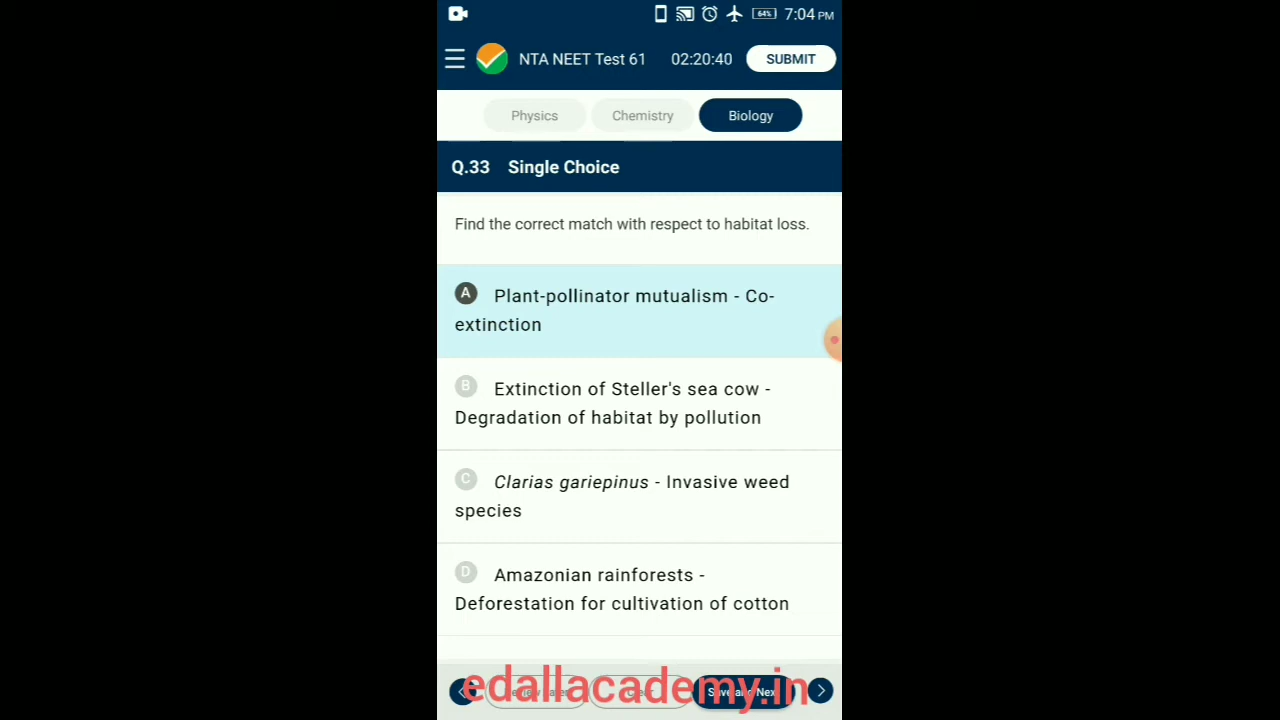 64% 7:04 PM
NTA NEET Test 61 02:20:40 SUBMIT
Physics Chemistry Biology
Q.33 Single Choice
Find the correct match with respect to habitat loss.
A Plant-pollinator mutualism - Co-
extinction
B Extinction of Steller's sea cow -
Degradation of habitat by pollution
C Clarias gariepinus - Invasive weed
species
D Amazonian rainforests -
Deforestation for cultivation of cotton
edallacademy.in